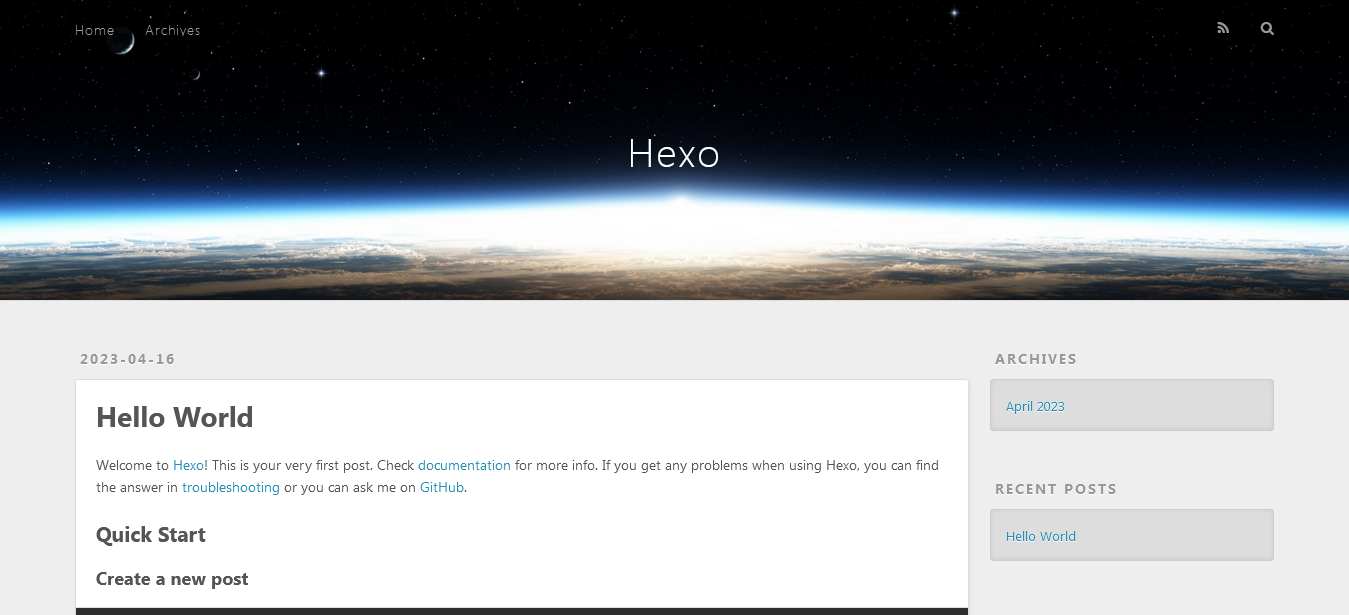 Home Archives
Hexo
2023-04-16
Hello World
Welcome to Hexo! This is your very first post. Check documentation for more info. If you get any problems when using Hexo, you can find
the answer in troubleshooting or you can ask me on GitHub.
Quick Start
Create a new post
ARCHIVES
April 2023
RECENT POSTS
Hello World